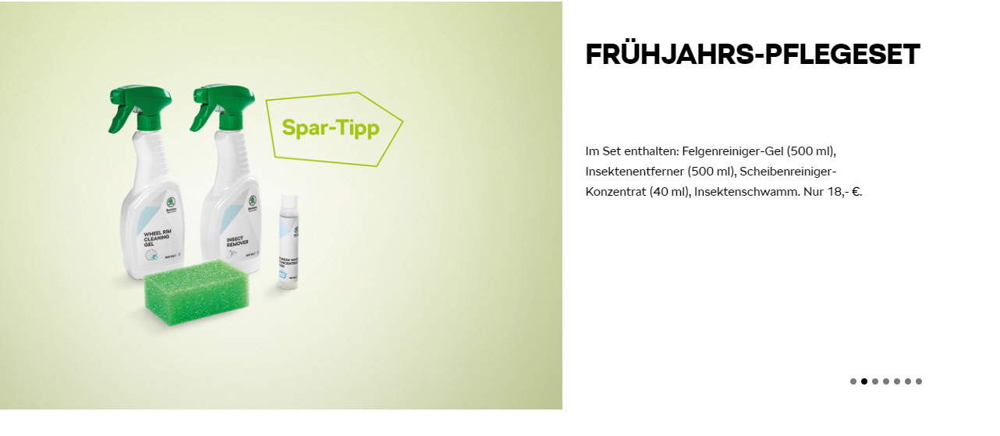 FRÜHJAHRS-PFLEGESET
Spar-Tipp
Im Set enthalten: Felgenreiniger-Gel (500 ml),
Insektenentferner (500 ml), Scheibenreiniger-
Konzentrat (40 ml), Insektenschwamm. Nur 18,- €.
WHEEL RIM
CLEANING
GEL
INSECT
REMOVER